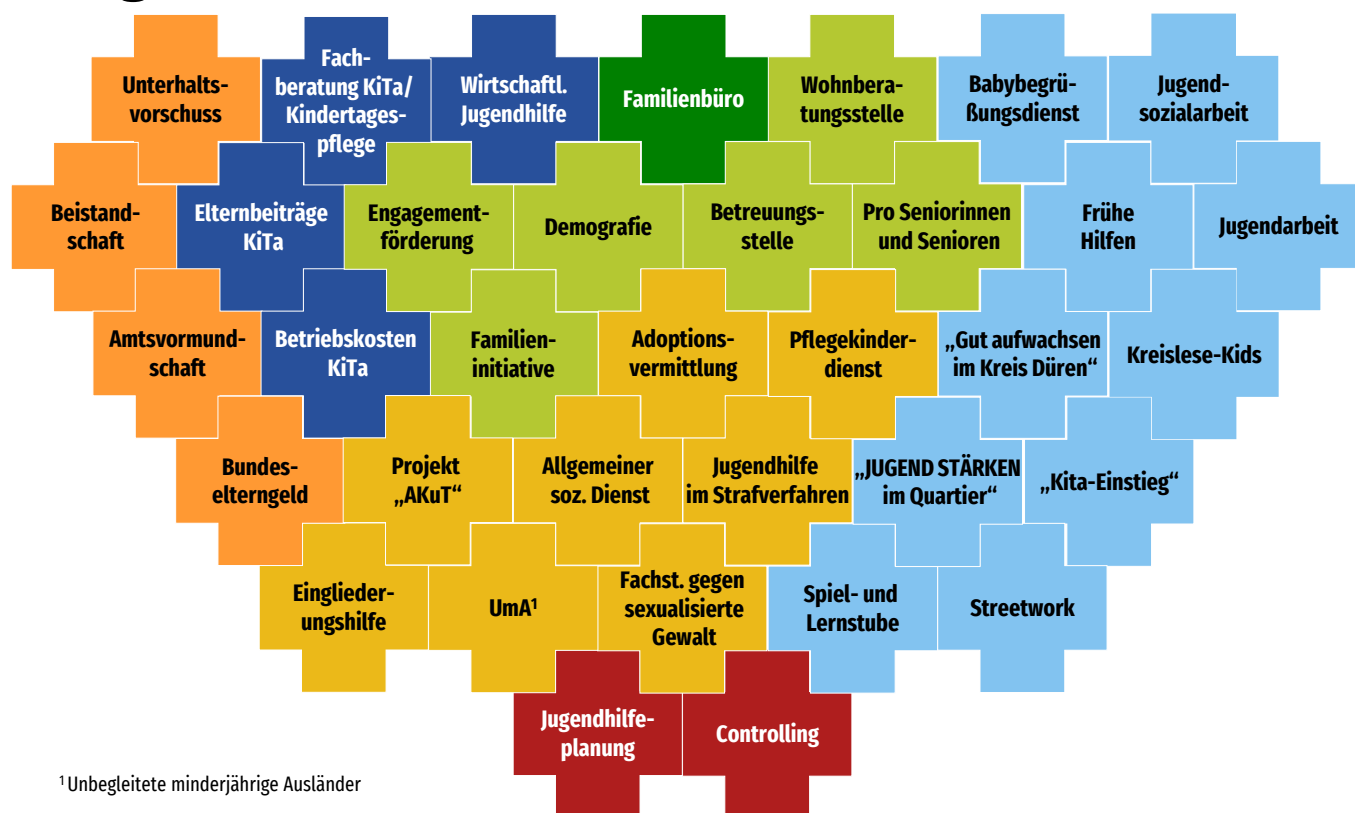 Unterhalts-
vorschuss
Fach-
beratung KiTa/
Kindertages-
pflege
Wirtschaftl.
Jugendhilfe
Familienbüro
Wohnbera-
tungsstelle
Babybegrü-
ßungsdienst
Jugend-
sozialarbeit
Beistand-
schaft
Elternbeiträge
KiTa
Engagement-
förderung
Demografie
Betreuungs-
stelle
Pro Seniorinnen
und Senioren
Frühe
Hilfen
Jugendarbeit
Amtsvormund-
schaft
Betriebskosten
KiTa
Familien-
initiative
Adoptions-
vermittlung
Pflegekinder-
dienst
„Gut aufwachsen
im Kreis Düren“
Kreislese-Kids
Bundes-
elterngeld
Projekt
„AKuT“
Allgemeiner
soz. Dienst
Jugendhilfe
im Strafverfahren
„JUGEND STÄRKEN
im Quartier“
„Kita-Einstieg“
Einglieder-
ungshilfe
UmA¹
Fachst. gegen
sexualisierte
Gewalt
Spiel- und
Lernstube
Streetwork
Jugendhilfe-
planung
Controlling
¹ Unbegleitete minderjährige Ausländer